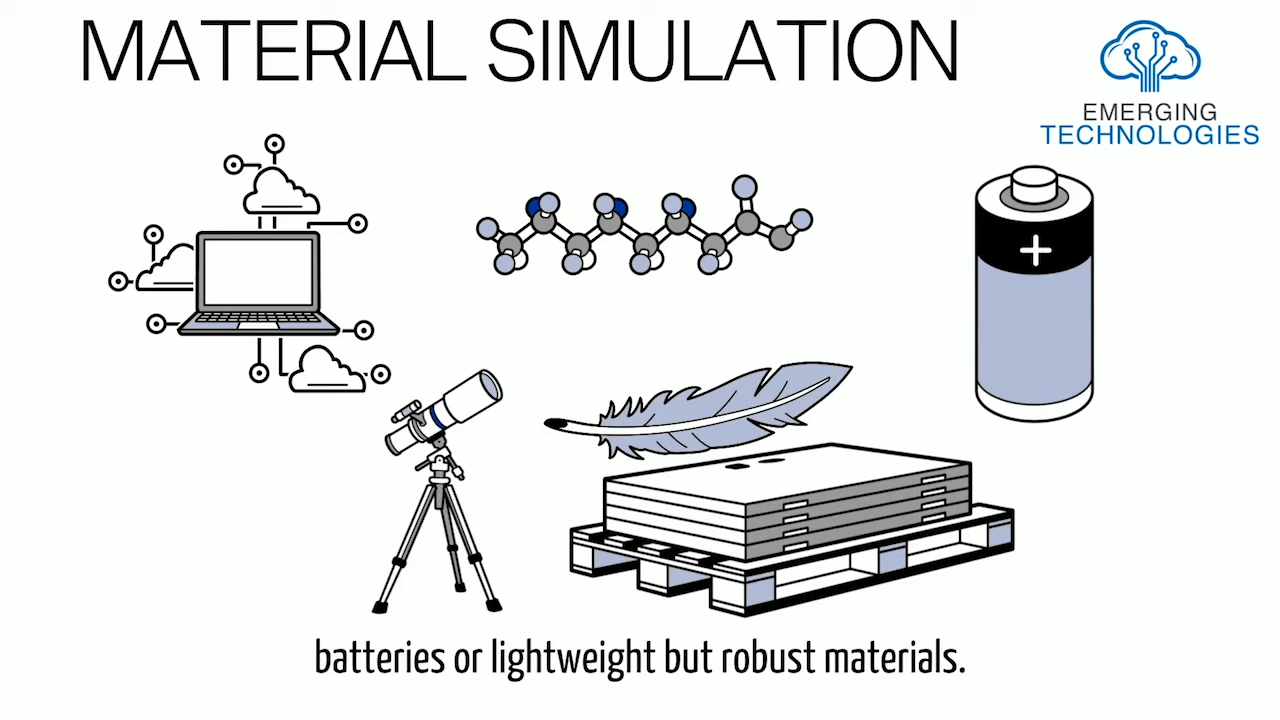 MATERIAL SIMULATION
EMERGING
TECHNOLOGIES
+
batteries or lightweight but robust materials.